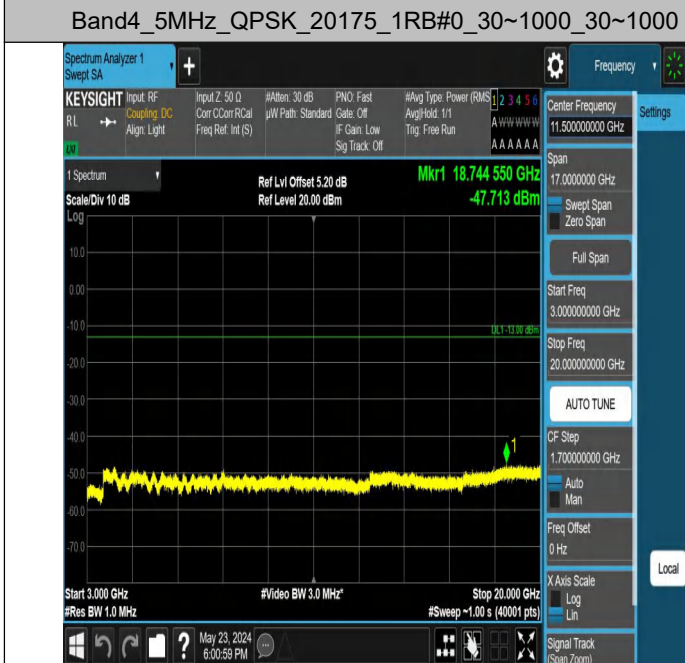 Band4_5MHz_QPSK_20175_1RB#0_30~1000_30~1000
Spectrum Analyzer 1
Swept SA
Frequency
KEYSIGHT
RL
Input: RF
Coupling: DC
Align: Light
Input Z: 50 Ω
Corr CCorr RCal
Freq Ref: Int (S)
#Atten: 30 dB
µW Path: Standard
PNO: Fast
Gate: Off
IF Gain: Low
Sig Track: Off
#Avg Type: Power (RMS
Avg|Hold: 1/1
Trig: Free Run
1 2 3 4 5 6
A W W W W W
A A A A A A
1 Spectrum
Scale/Div 10 dB
Log
Ref Lvl Offset 5.20 dB
Ref Level 20.00 dBm
Mkr1 18.744 550 GHz
-47.713 dBm
10.0
0.00
-10.0
DL1 -13.00 dBm
-20.0
-30.0
-40.0
1
-50.0
-60.0
-70.0
Start 3.000 GHz
#Res BW 1.0 MHz
#Video BW 3.0 MHz*
Stop 20.000 GHz
#Sweep ~1.00 s (40001 pts)
May 23, 2024
6:00:59 PM
Center Frequency
11.500000000 GHz
Settings
Span
17.0000000 GHz
Swept Span
Zero Span
Full Span
Start Freq
3.000000000 GHz
Stop Freq
20.000000000 GHz
AUTO TUNE
CF Step
1.700000000 GHz
Auto
Man
Freq Offset
0 Hz
Local
X Axis Scale
Log
Lin
Signal Track
(Span Zoom)